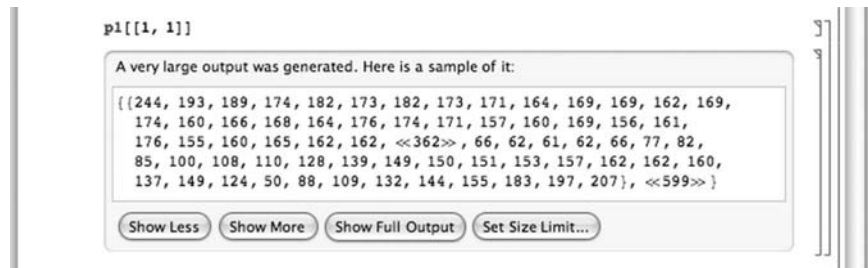 p1[[1, 1]]
A very large output was generated. Here is a sample of it:
{{244, 193, 189, 174, 182, 173, 182, 173, 171, 164, 169, 169, 162, 169,
174, 160, 166, 168, 164, 176, 174, 171, 157, 160, 169, 156, 161,
176, 155, 160, 165, 162, 162, ≪362≫, 66, 62, 61, 62, 66, 77, 82,
85, 100, 108, 110, 128, 139, 149, 150, 151, 153, 157, 162, 162, 160,
137, 149, 124, 50, 88, 109, 132, 144, 155, 183, 197, 207}, ≪599≫}
Show Less Show More Show Full Output Set Size Limit...